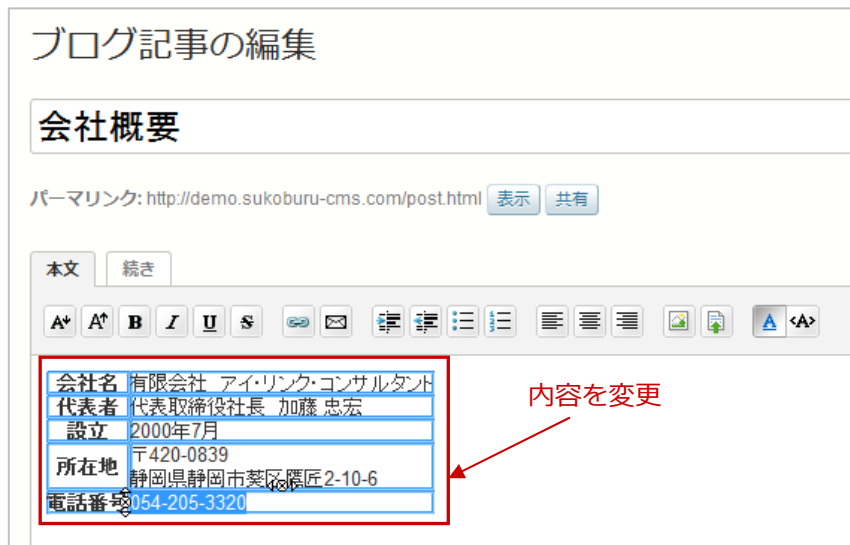 ブログ記事の編集
会社概要
パーマリンク: http://demo.sukoburu-cms.com/post.html 表示 共有
本文 続き
A A B I U S A <A>
会社名 有限会社 アイ・リンク・コンサルタント
代表者 代表取締役社長 加藤 忠宏
設立 2000年7月
所在地 〒420-0839
静岡県静岡市葵区鷹匠2-10-6
電話番号 054-205-3320
内容を変更